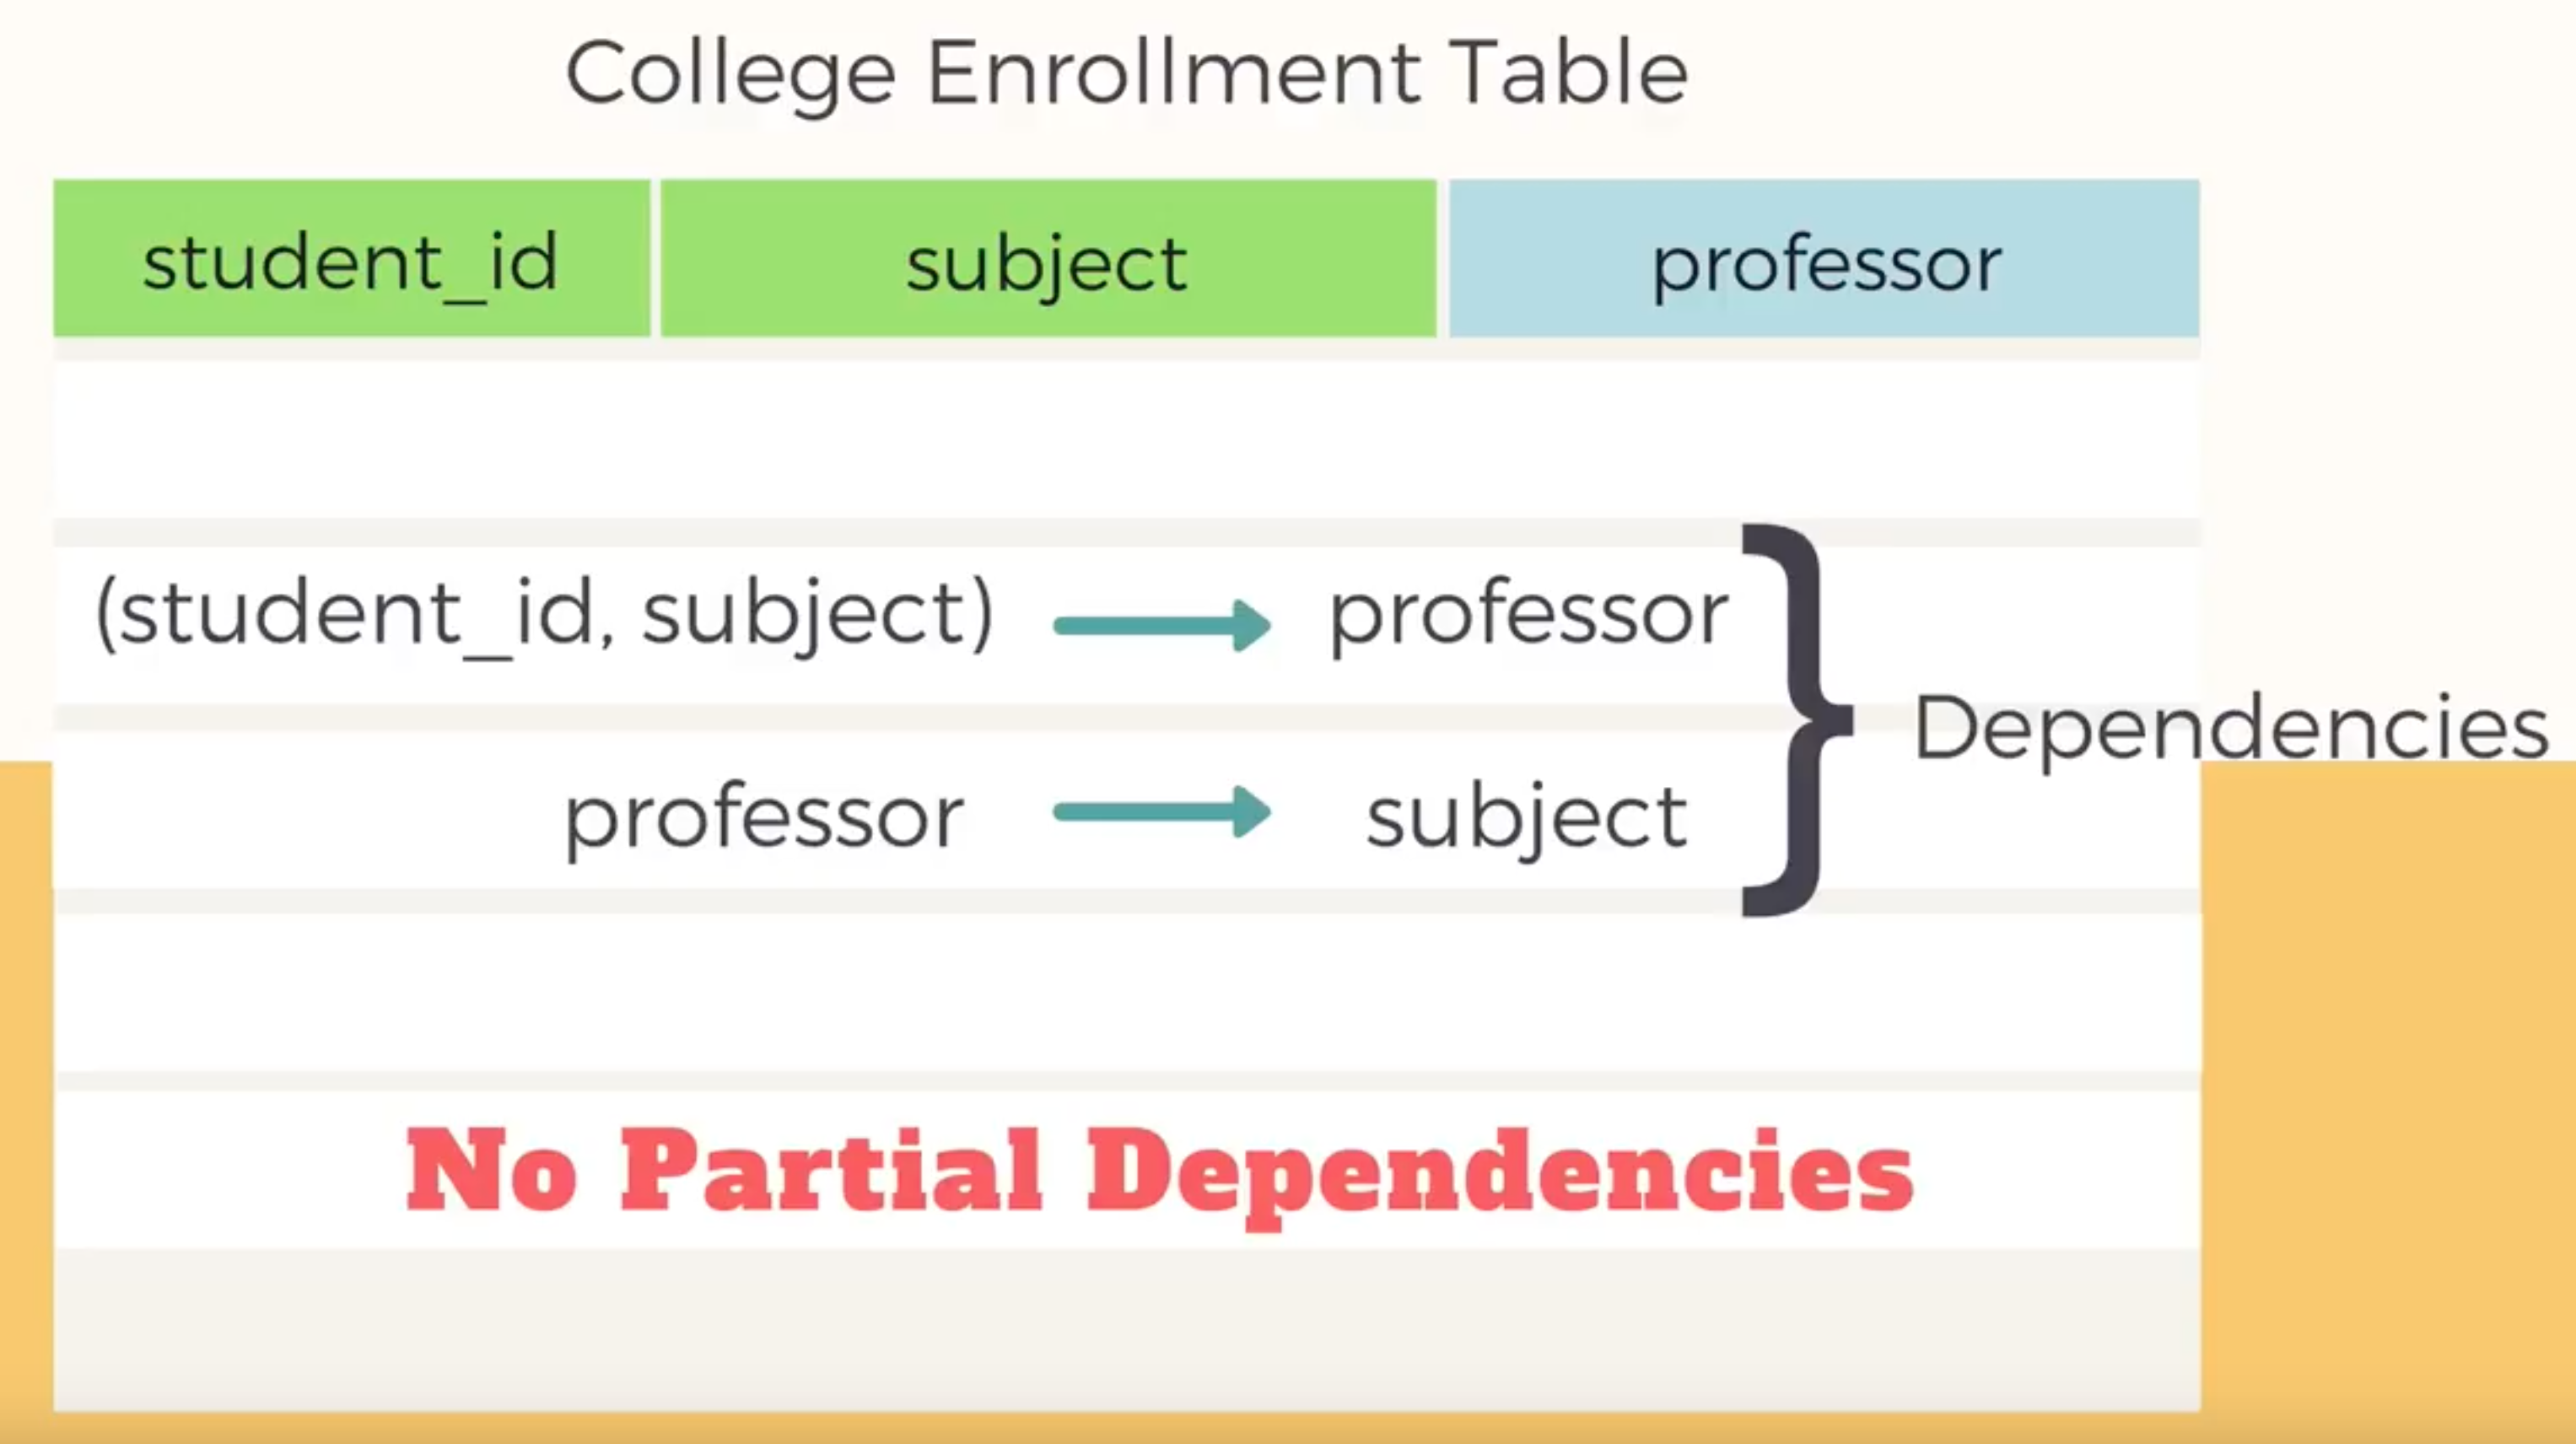 College Enrollment Table
student_id subject professor
(student_id, subject) professor
Dependencies
professor subject
No Partial Dependencies